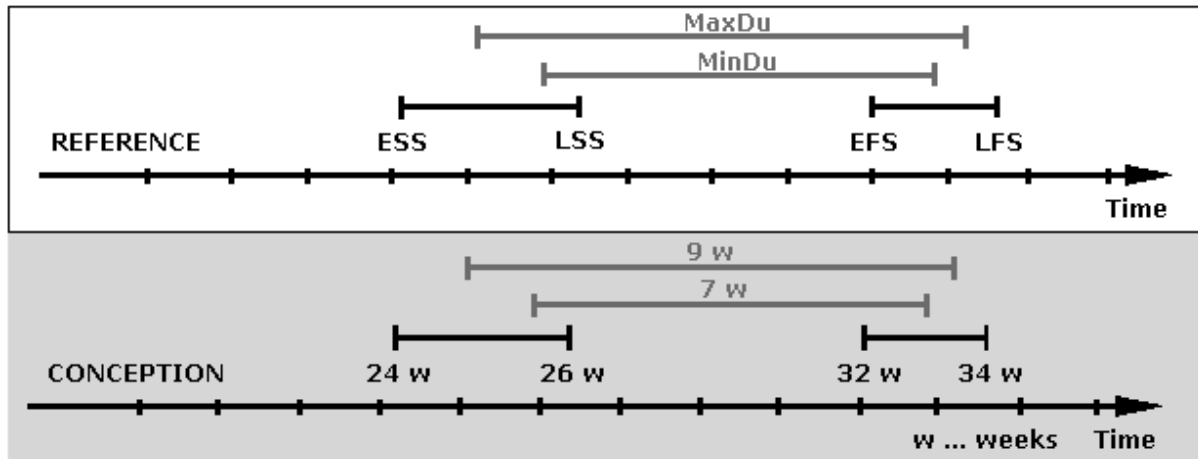 MaxDu
MinDu
REFERENCE ESS LSS EFS LFS
Time
9 w
7 w
CONCEPTION 24 w 26 w 32 w 34 w
w ... weeks Time